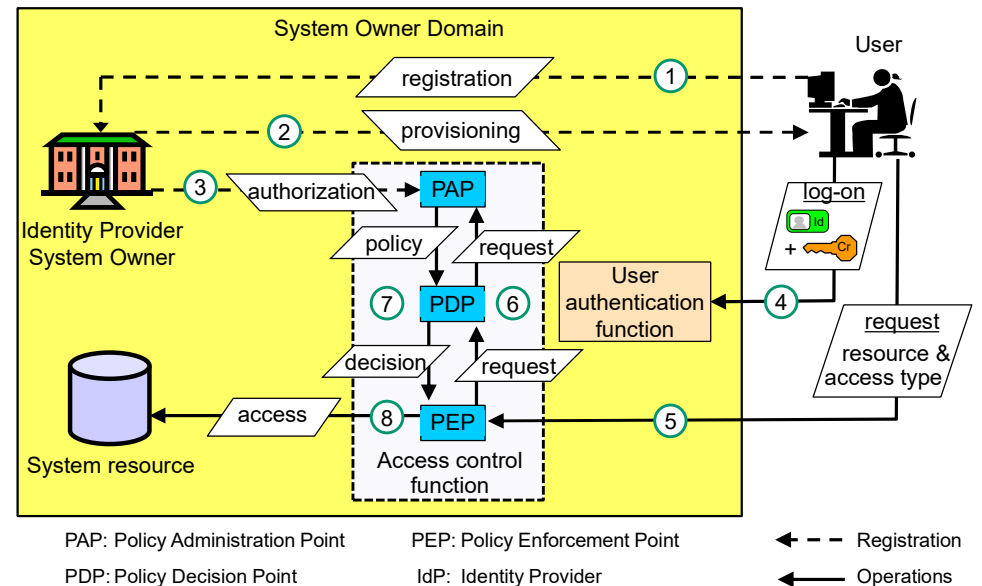 System Owner Domain
User
registration
1
2
provisioning
3
authorization
PAP
Identity Provider
System Owner
policy
request
log-on
Id
+
Cr
7
PDP
6
User
authentication
function
4
request
resource &
access type
decision
request
access
8
PEP
5
System resource
Access control
function
PAP: Policy Administration Point
PEP: Policy Enforcement Point
Registration
PDP: Policy Decision Point
IdP: Identity Provider
Operations